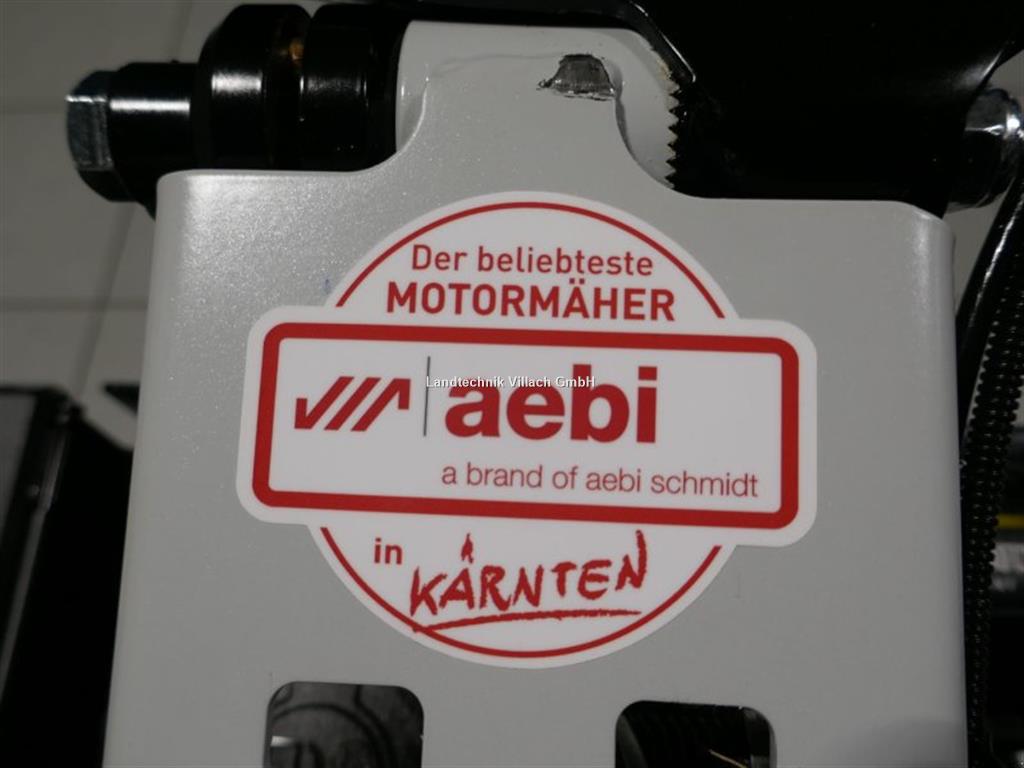 Der beliebteste
MOTORMÄHER
Landtechnik Villach GmbH
aebi
a brand of aebi schmidt
in
KÄRNTEN